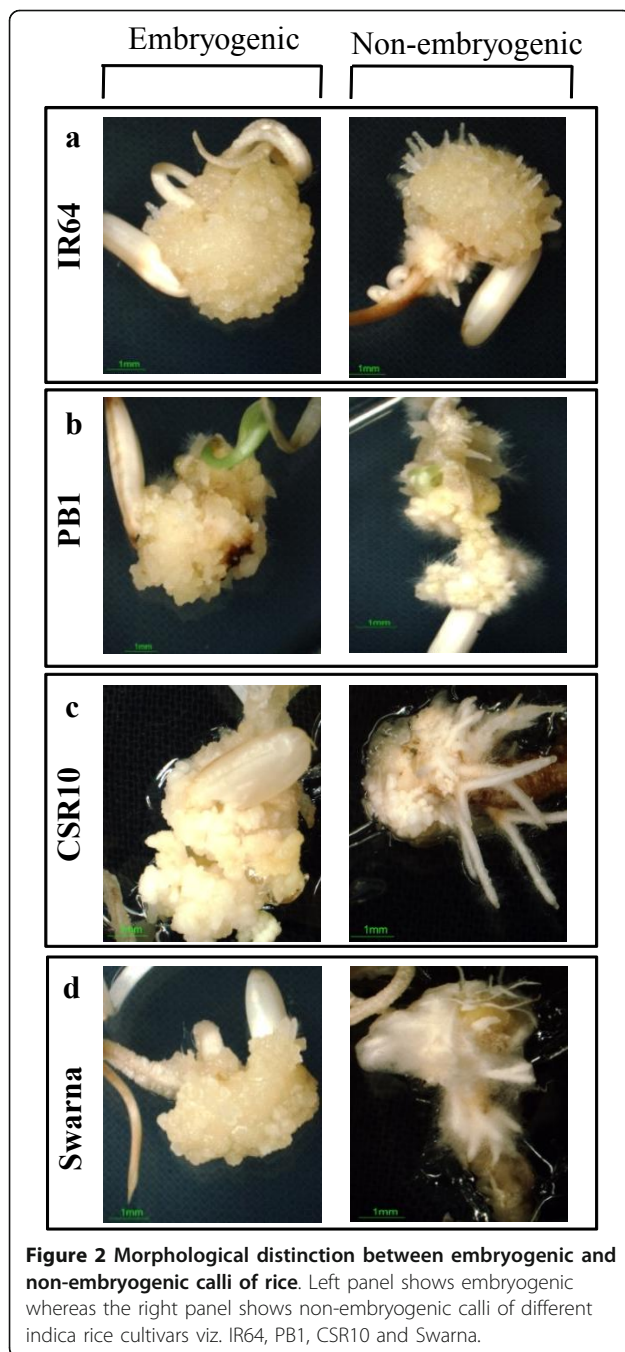 Embryogenic Non-embryogenic
a
IR64
1mm 1mm
b
PB1
1mm 1mm
c
CSR10
1mm
d
Swarna
1mm 1mm
Figure 2 Morphological distinction between embryogenic and
non-embryogenic calli of rice. Left panel shows embryogenic
whereas the right panel shows non-embryogenic calli of different
indica rice cultivars viz. IR64, PB1, CSR10 and Swarna.